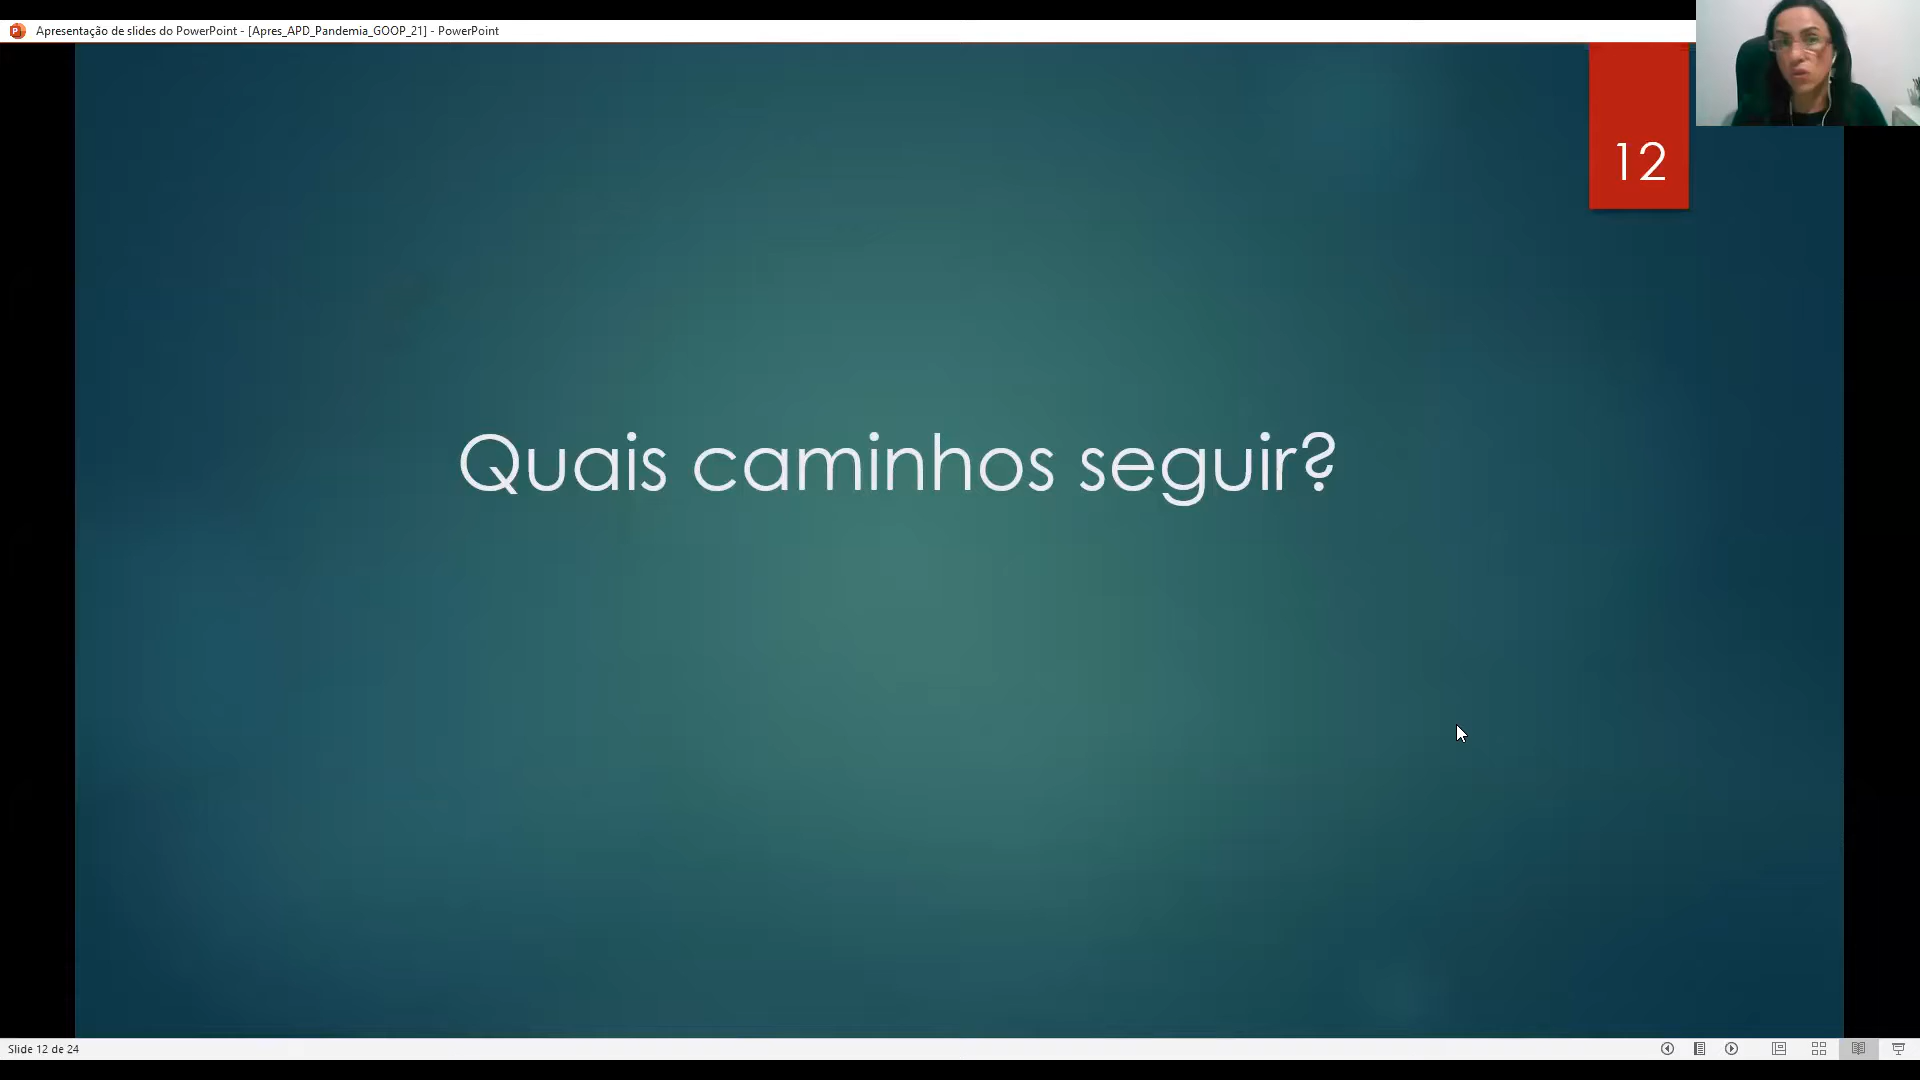 Apresentação de slides do PowerPoint - [Apres_APD_Pandemia_GOOP_21] - PowerPoint
12
Quais caminhos seguir?
Slide 12 de 24